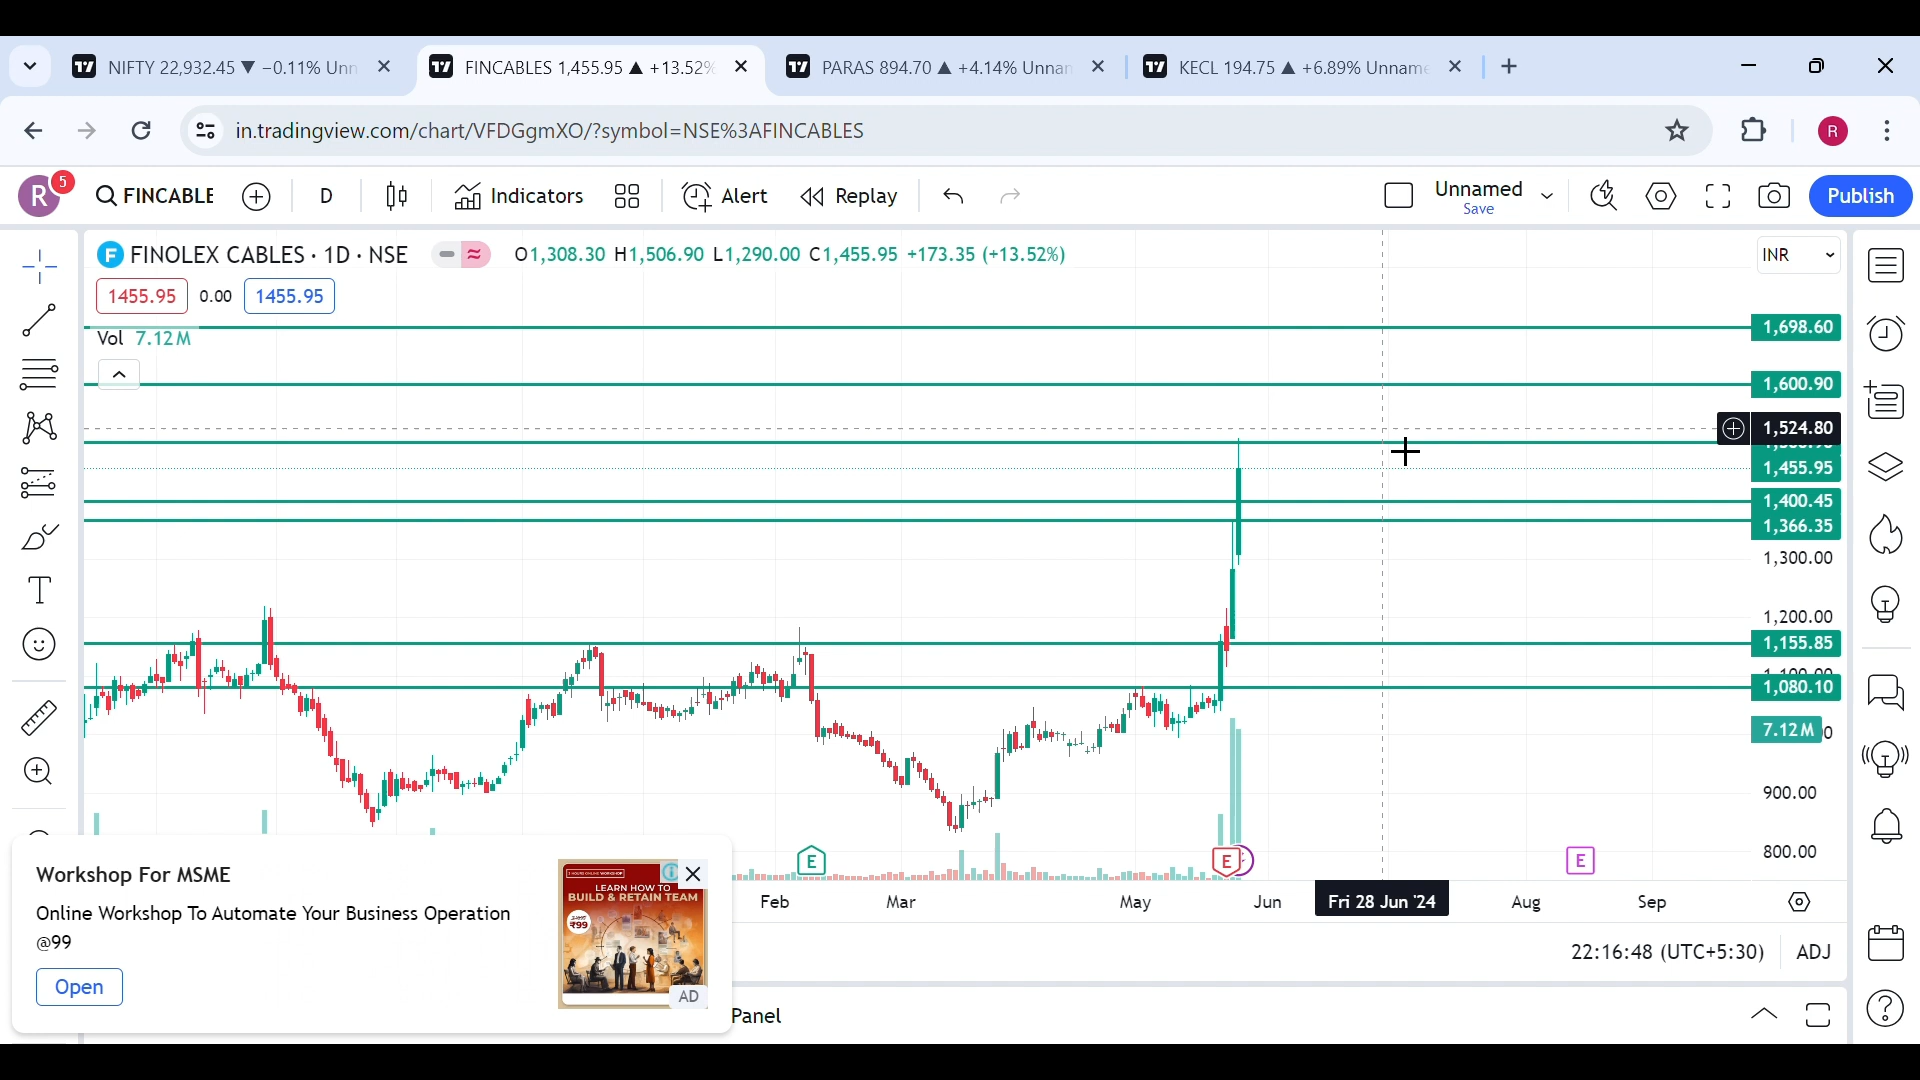 NIFTY 22,932.45 ▼ −0.11% Unn
FINCABLES 1,455.95 ▲ +13.52%
PARAS 894.70 ▲ +4.14% Unnan
KECL 194.75 ▲ +6.89% Unname
in.tradingview.com/chart/VFDGgmXO/?symbol=NSE%3AFINCABLES
R
R
5
FINCABLE
D
Indicators
Alert
Replay
Unnamed
Save
Publish
F FINOLEX CABLES · 1D · NSE
O1,308.30 H1,506.90 L1,290.00 C1,455.95 +173.35 (+13.52%)
INR
1455.95 0.00 1455.95
Vol 7.12M
1,698.60
1,600.90
1,524.80
1,455.95
1,400.45
1,366.35
1,300.00
1,200.00
1,155.85
1,080.10
7.12M
900.00
800.00
E
E
E
Feb
Mar
May
Jun
Fri 28 Jun '24
Aug
Sep
22:16:48 (UTC+5:30)
ADJ
Panel
Workshop For MSME
Online Workshop To Automate Your Business Operation
@99
Open
LEARN HOW TO
BUILD & RETAIN TEAM
₹99
AD